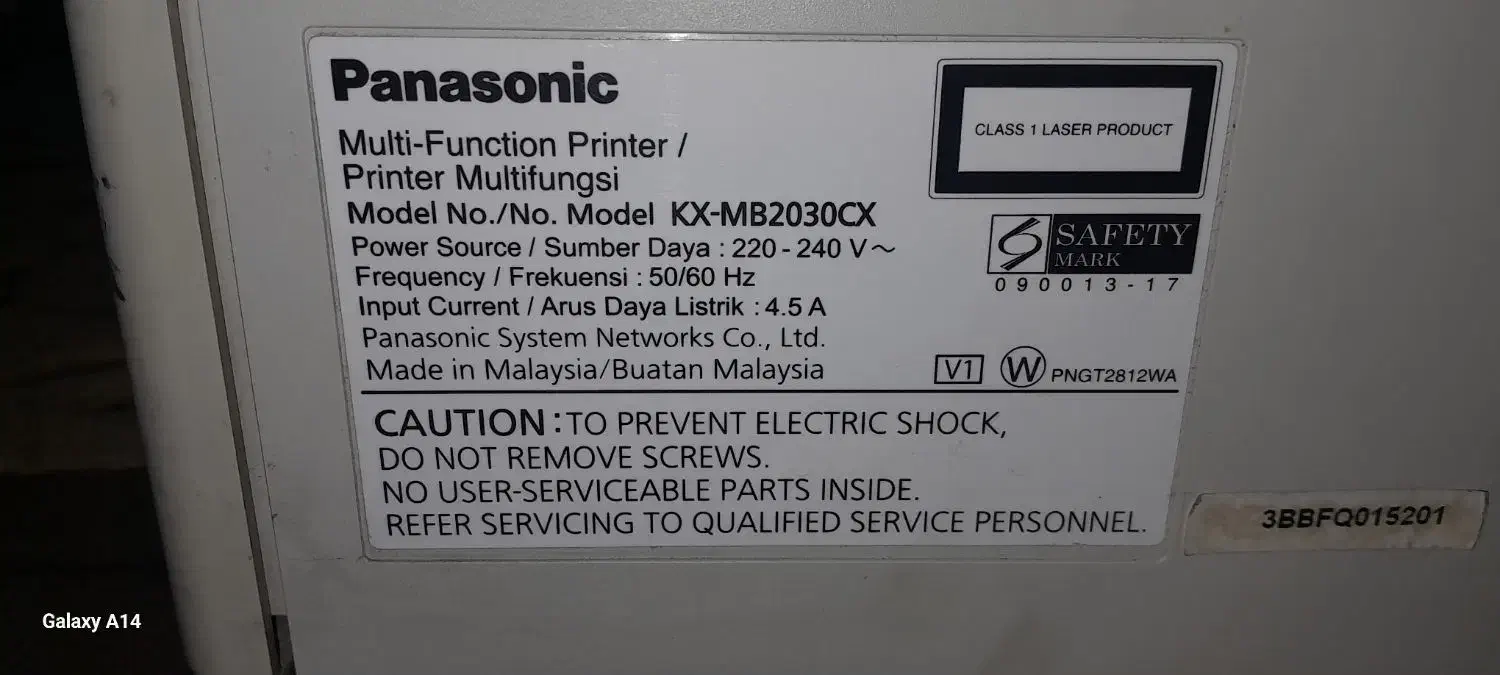 Panasonic
Multi-Function Printer /
Printer Multifungsi
Model No./No. Model KX-MB2030CX
Power Source / Sumber Daya : 220 - 240 V～
Frequency / Frekuensi : 50/60 Hz
Input Current / Arus Daya Listrik : 4.5 A
Panasonic System Networks Co., Ltd.
Made in Malaysia/Buatan Malaysia
CLASS 1 LASER PRODUCT
S SAFETY
MARK
090013-17
V1 W PNGT2812WA
CAUTION : TO PREVENT ELECTRIC SHOCK,
DO NOT REMOVE SCREWS.
NO USER-SERVICEABLE PARTS INSIDE.
REFER SERVICING TO QUALIFIED SERVICE PERSONNEL.
3BBFQ015201
Galaxy A14